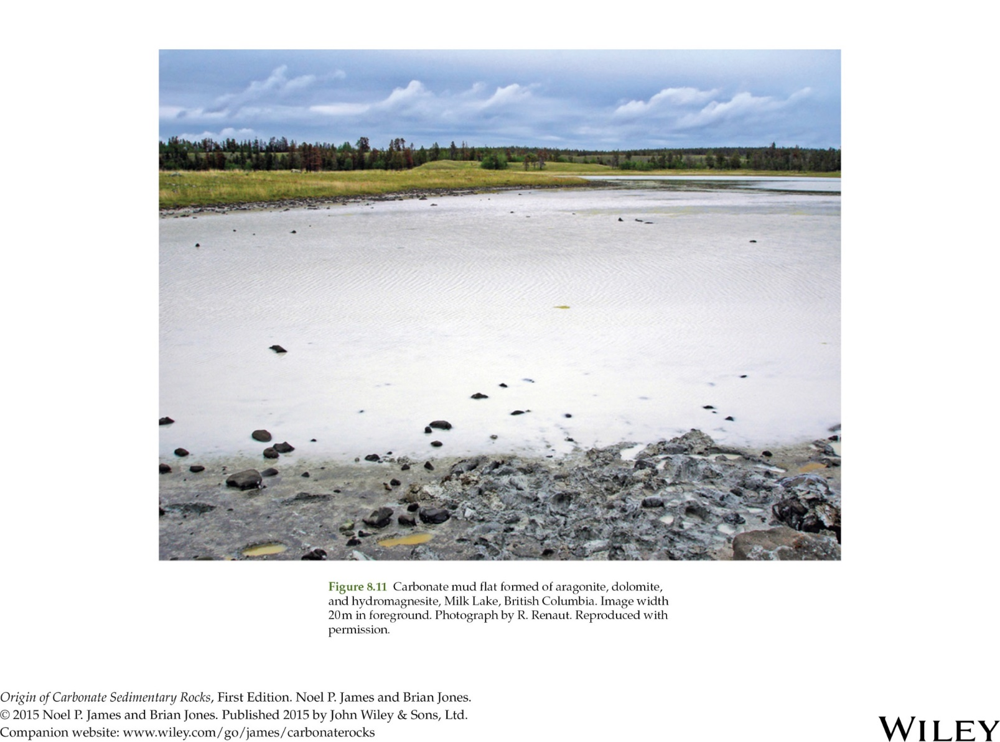 Figure 8.11 Carbonate mud flat formed of aragonite, dolomite,
and hydromagnesite, Milk Lake, British Columbia. Image width
20 m in foreground. Photograph by R. Renaut. Reproduced with
permission.
Origin of Carbonate Sedimentary Rocks, First Edition. Noel P. James and Brian Jones.
© 2015 Noel P. James and Brian Jones. Published 2015 by John Wiley & Sons, Ltd.
Companion website: www.wiley.com/go/james/carbonaterocks
WILEY